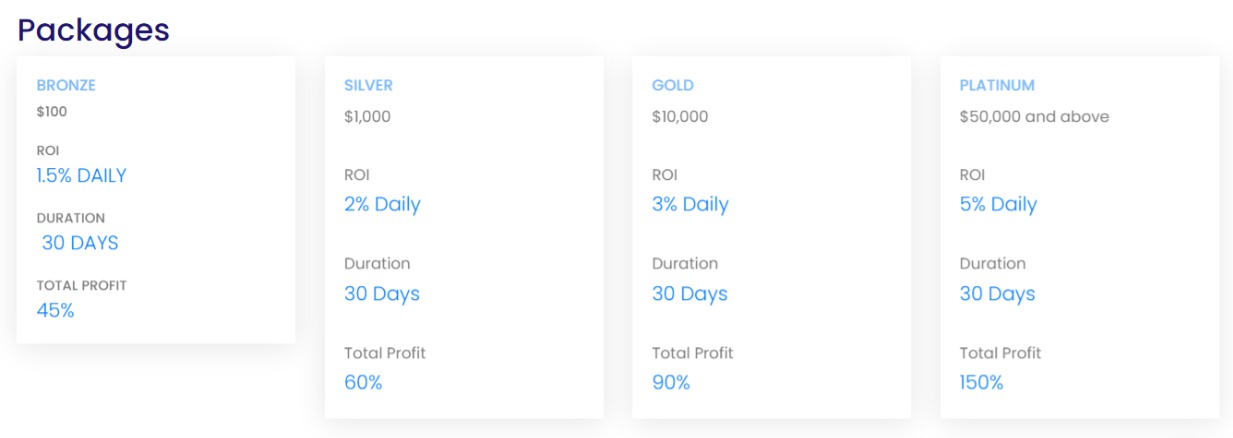 Packages
BRONZE
$100
ROI
1.5% DAILY
DURATION
30 DAYS
TOTAL PROFIT
45%
SILVER
$1,000
ROI
2% Daily
Duration
30 Days
Total Profit
60%
GOLD
$10,000
ROI
3% Daily
Duration
30 Days
Total Profit
90%
PLATINUM
$50,000 and above
ROI
5% Daily
Duration
30 Days
Total Profit
150%